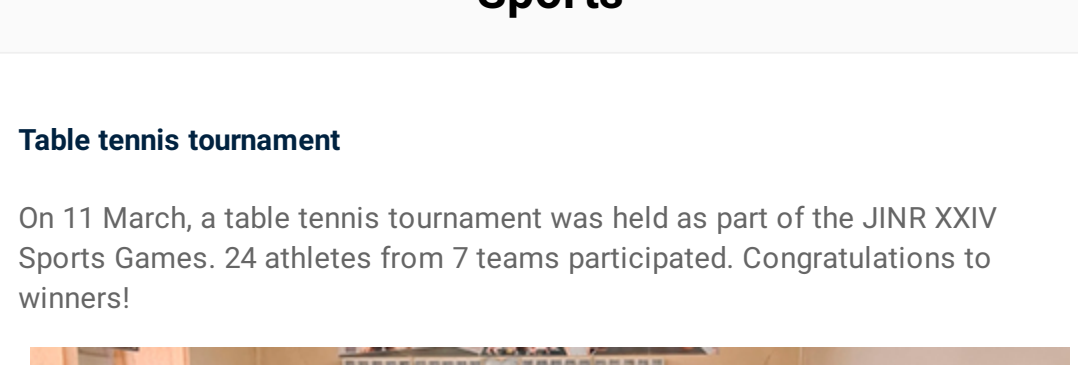 Sports
Table tennis tournament
On 11 March, a table tennis tournament was held as part of the JINR XXIV
Sports Games. 24 athletes from 7 teams participated. Congratulations to
winners!